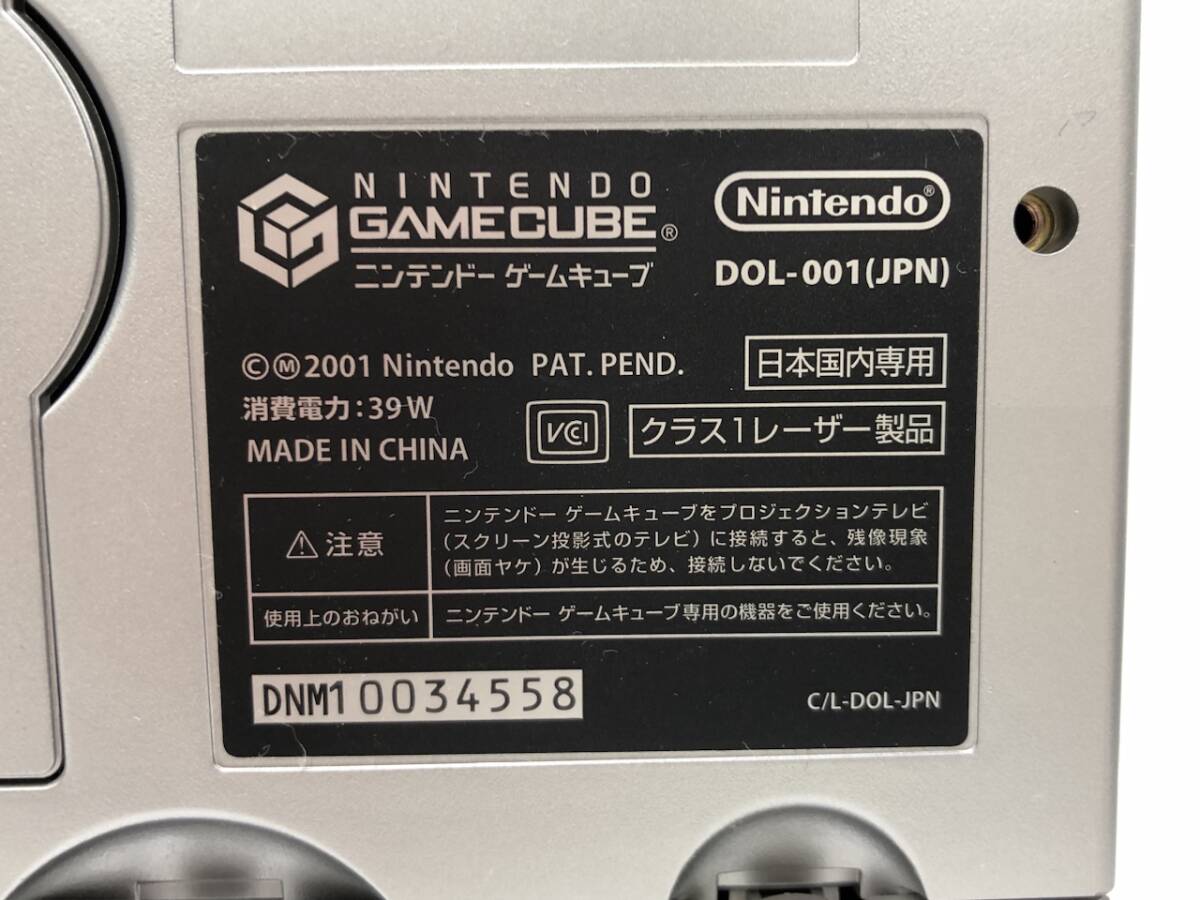 NINTENDO
GAMECUBE®
ニンテンドー ゲームキューブ
Nintendo®
DOL-001(JPN)
©Ⓜ2001 Nintendo PAT. PEND.
日本国内専用
消費電力:39W
MADE IN CHINA
VCI
クラス1レーザー製品
⚠注意
ニンテンドー ゲームキューブをプロジェクションテレビ
(スクリーン投影式のテレビ)に接続すると、残像現象
(画面ヤケ)が生じるため、接続しないでください。
使用上のおねがい
ニンテンドー ゲームキューブ専用の機器をご使用ください。
DNM10034558
C/L-DOL-JPN